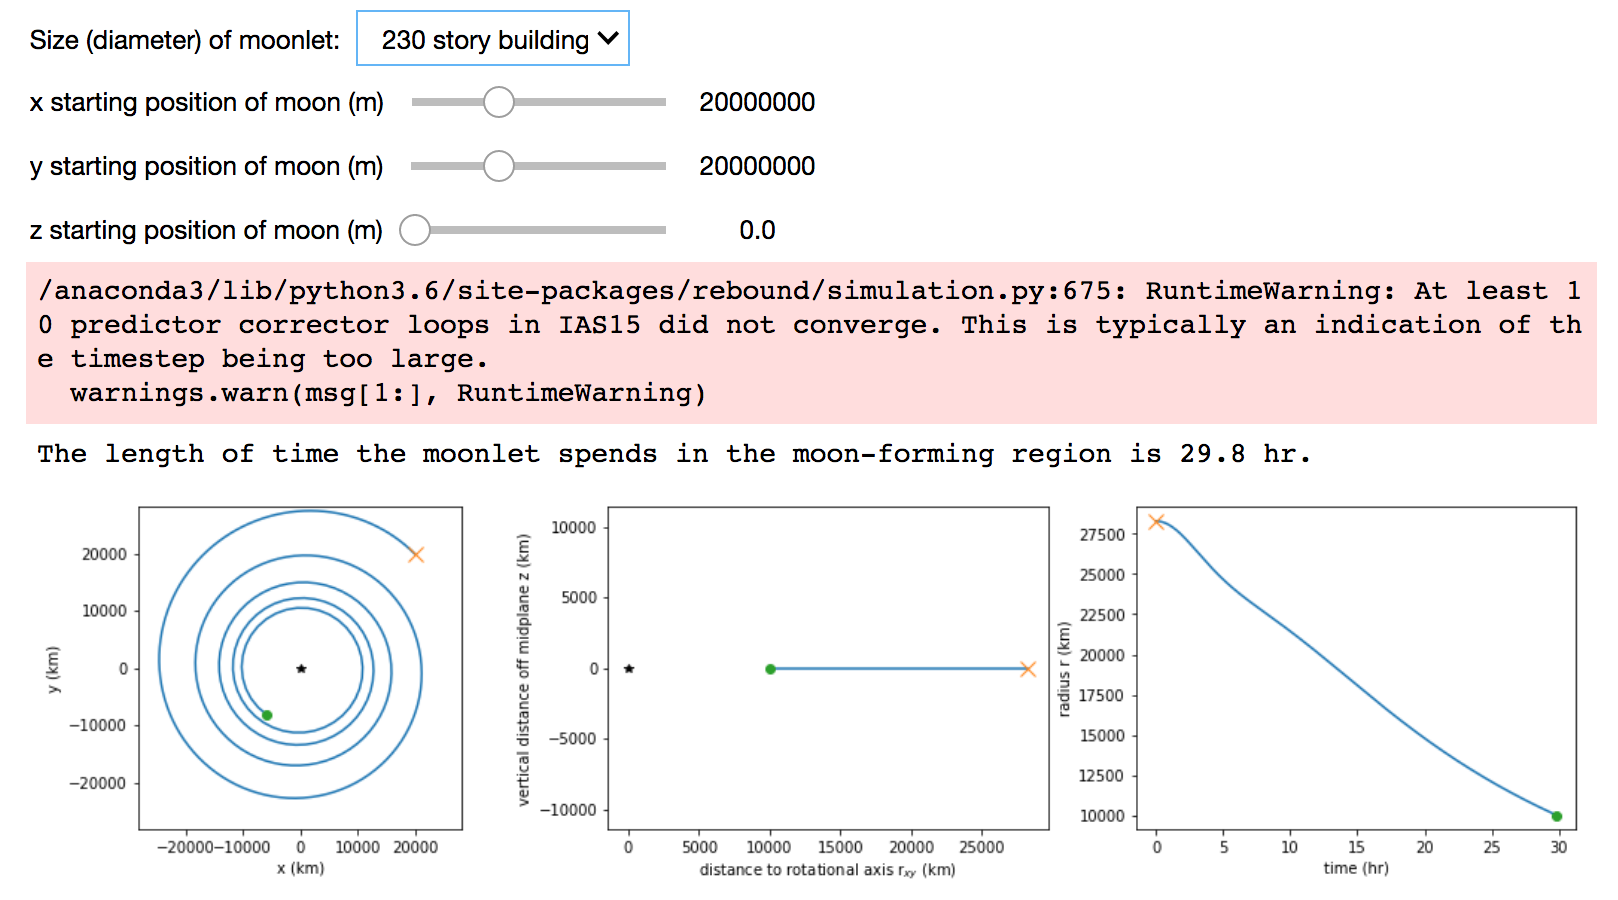 Size (diameter) of moonlet: 230 story building
x starting position of moon (m) 20000000
y starting position of moon (m) 20000000
z starting position of moon (m) 0.0
/anaconda3/lib/python3.6/site-packages/rebound/simulation.py:675: RuntimeWarning: At least 1
0 predictor corrector loops in IAS15 did not converge. This is typically an indication of th
e timestep being too large.
warnings.warn(msg[1:], RuntimeWarning)
The length of time the moonlet spends in the moon-forming region is 29.8 hr.
y (km)
20000
10000
0
−10000
−20000
−20000 −10000 0 10000 20000
x (km)
vertical distance off midplane z (km)
10000
5000
0
−5000
−10000
0 5000 10000 15000 20000 25000
distance to rotational axis rxy (km)
radius r (km)
27500
25000
22500
20000
17500
15000
12500
10000
0 5 10 15 20 25 30
time (hr)